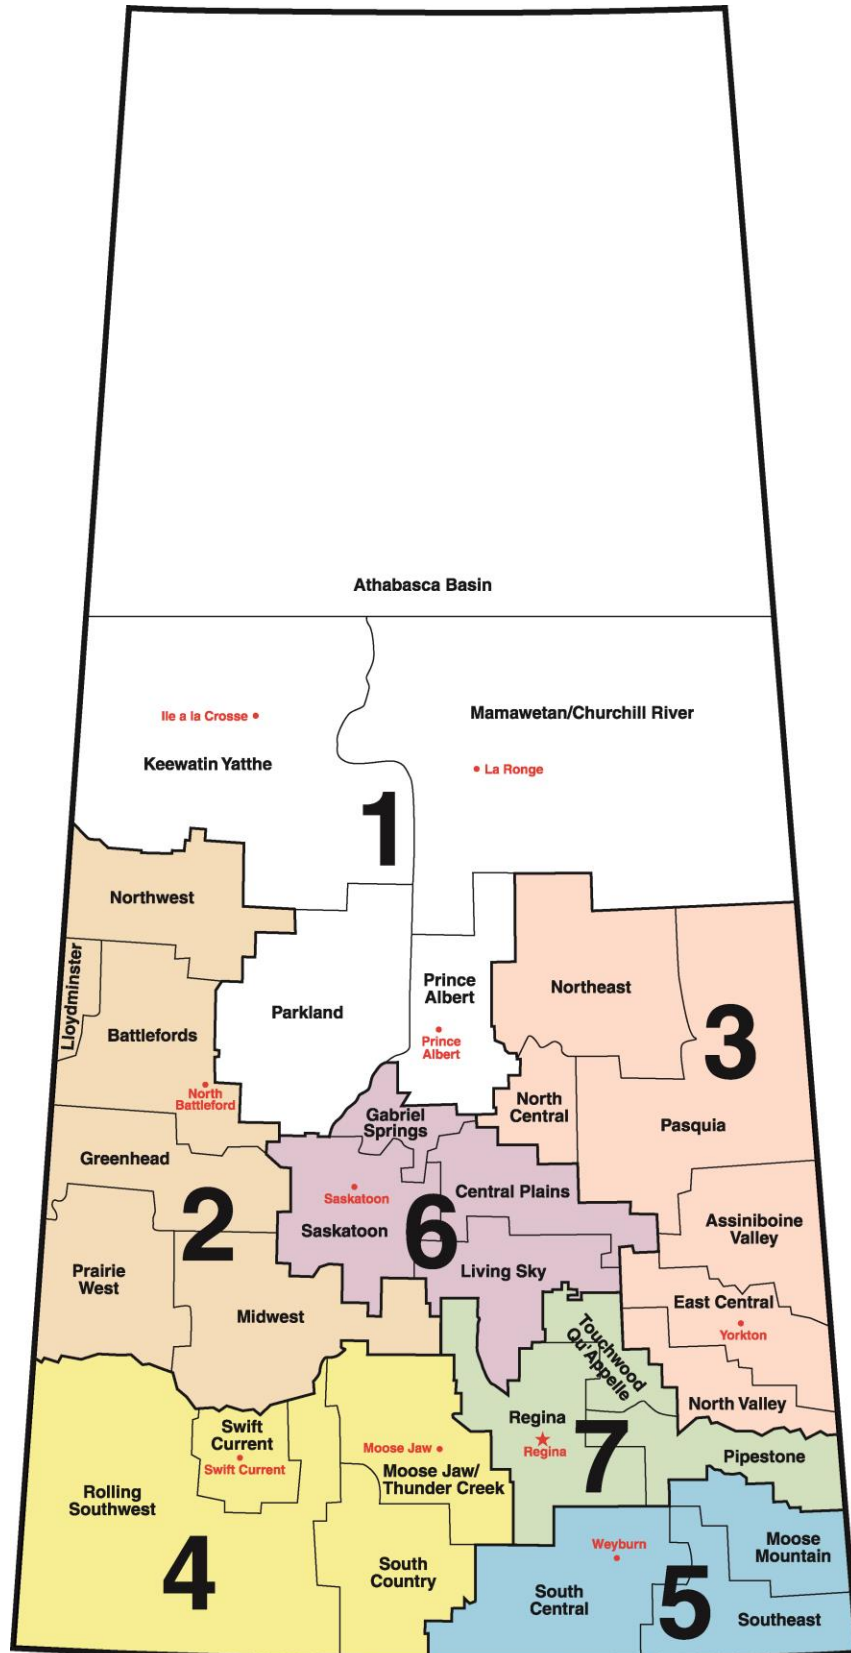 Athabasca Basin
Ile a la Crosse
Mamawetan/Churchill River
Keewatin Yatthe
La Ronge
1
Northwest
Lloydminster
Battlefords
North
Battleford
Parkland
Prince
Albert
Prince
Albert
Northeast
3
North
Central
Pasquia
Gabriel
Springs
Greenhead
2
Saskatoon
Saskatoon
6
Central Plains
Living Sky
Assiniboine
Valley
Prairie
West
Midwest
East Central
Yorkton
Touchwood
Qu'Appelle
North Valley
Swift
Current
Swift Current
Moose Jaw
Moose Jaw/
Thunder Creek
Regina
Regina
7
Pipestone
Rolling
Southwest
4
South
Country
Weyburn
South
Central
5
Moose
Mountain
Southeast